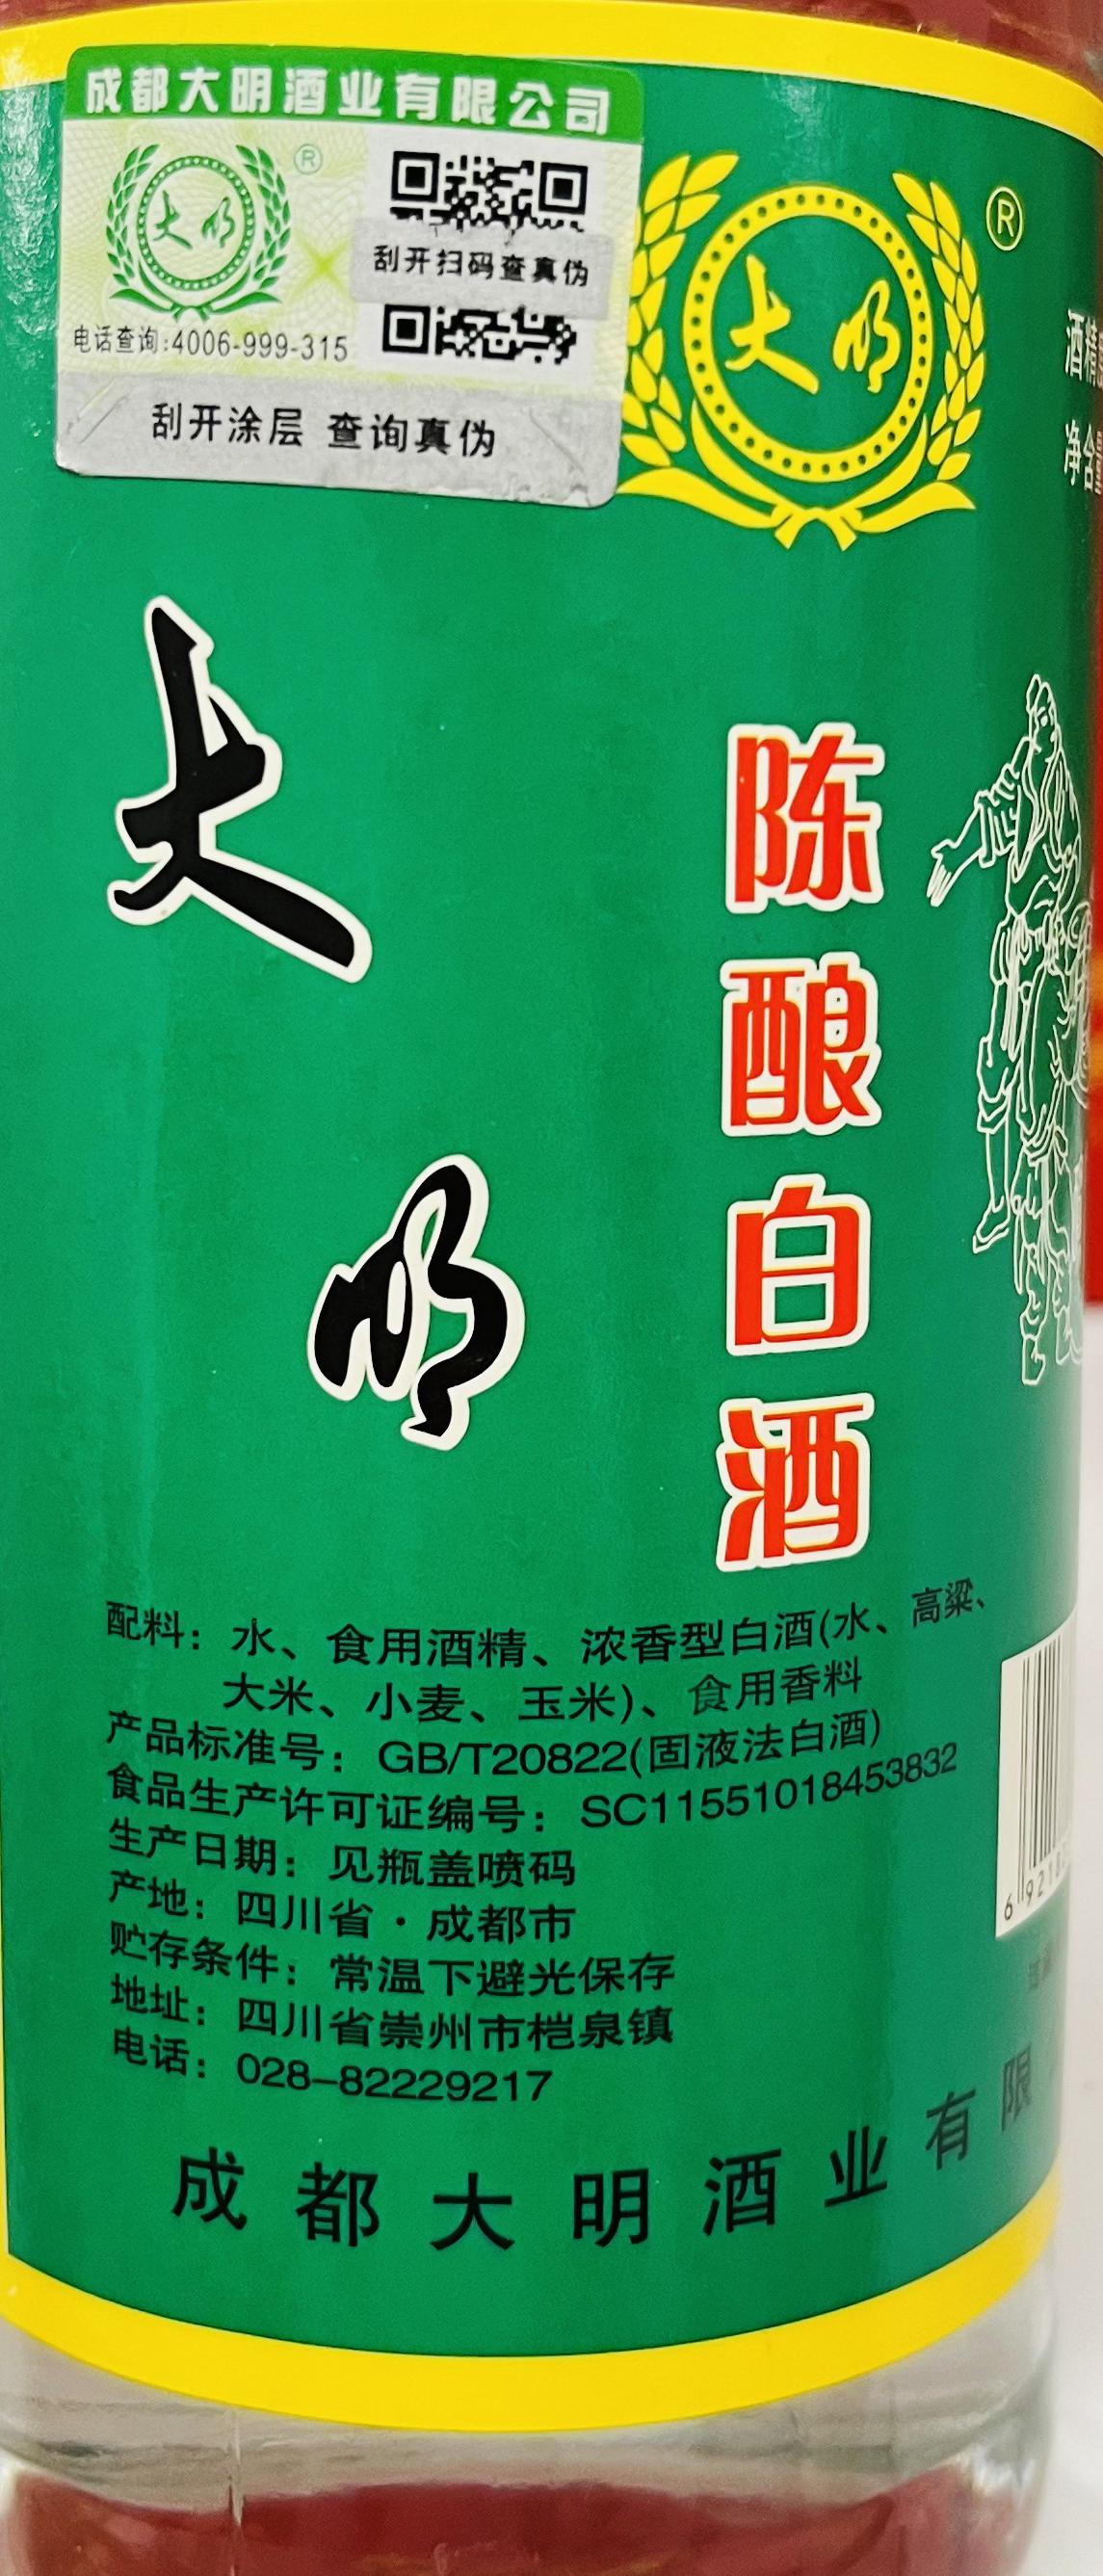 成都大明酒业有限公司
®
大明
刮开扫码查真伪
电话查询:4006-999-315
刮开涂层 查询真伪
®
大明
酒精
净含
大明
陈酿白酒
配料：水、食用酒精、浓香型白酒(水、高粱、
大米、小麦、玉米)、食用香料
产品标准号：GB/T20822(固液法白酒)
食品生产许可证编号：SC11551018453832
生产日期：见瓶盖喷码
产地：四川省·成都市
贮存条件：常温下避光保存
地址：四川省崇州市桤泉镇
电话：028-82229217
6 921
成都大明酒业有限